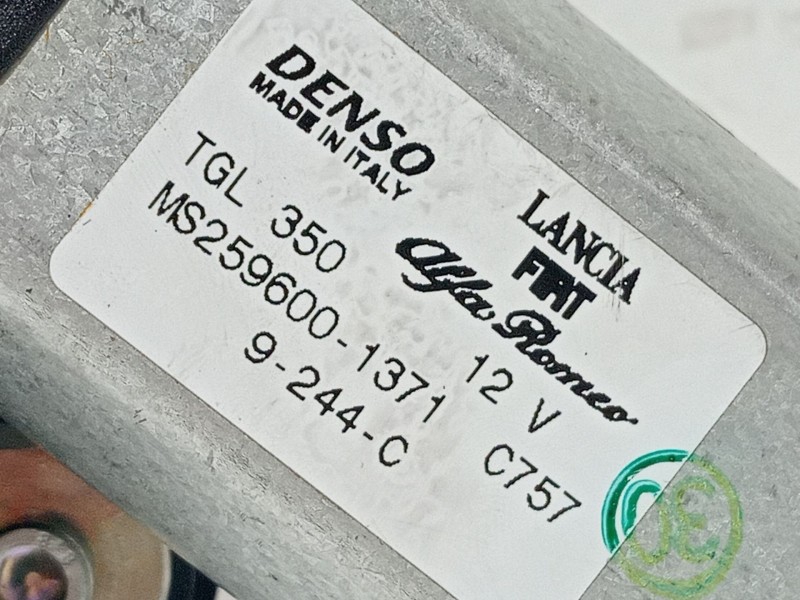 DENSO
MADE IN ITALY
LANCIA
FIAT
Alfa Romeo
TGL 350
12 V
MS259600-1371
C757
9-244-C